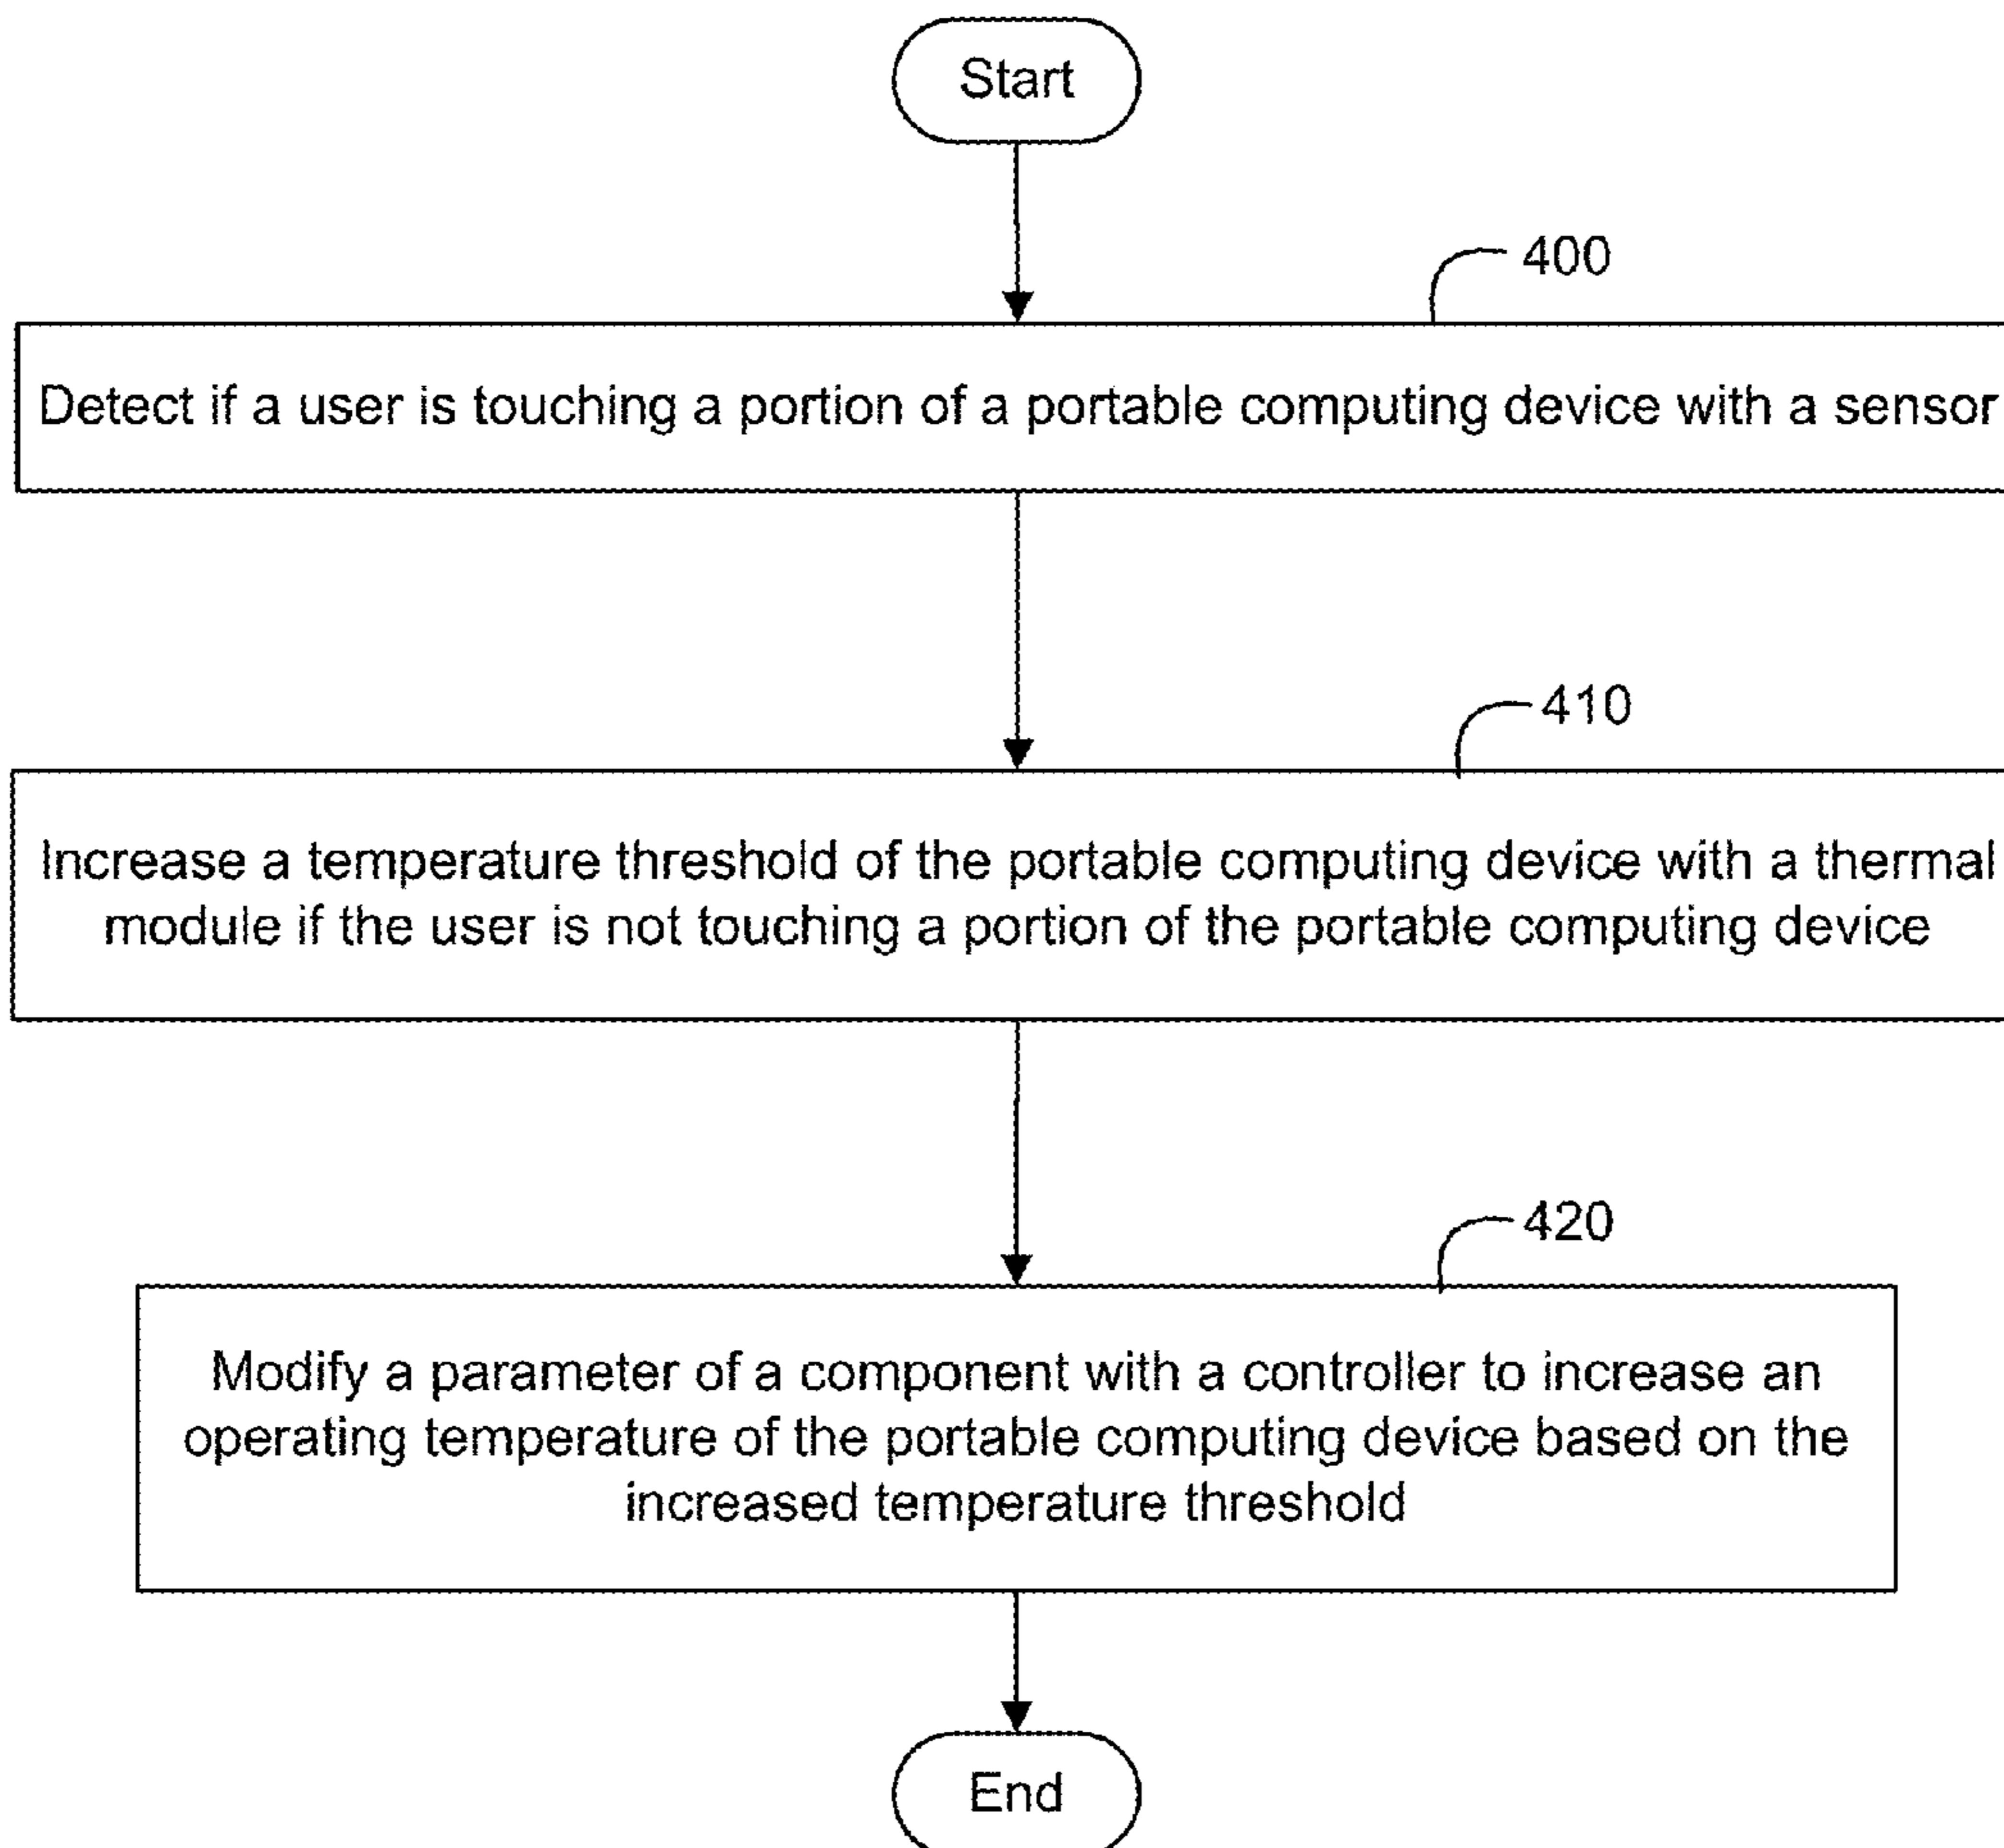 Start
400
Detect if a user is touching a portion of a portable computing device with a sensor
410
Increase a temperature threshold of the portable computing device with a thermal
module if the user is not touching a portion of the portable computing device
420
Modify a parameter of a component with a controller to increase an
operating temperature of the portable computing device based on the
increased temperature threshold
End